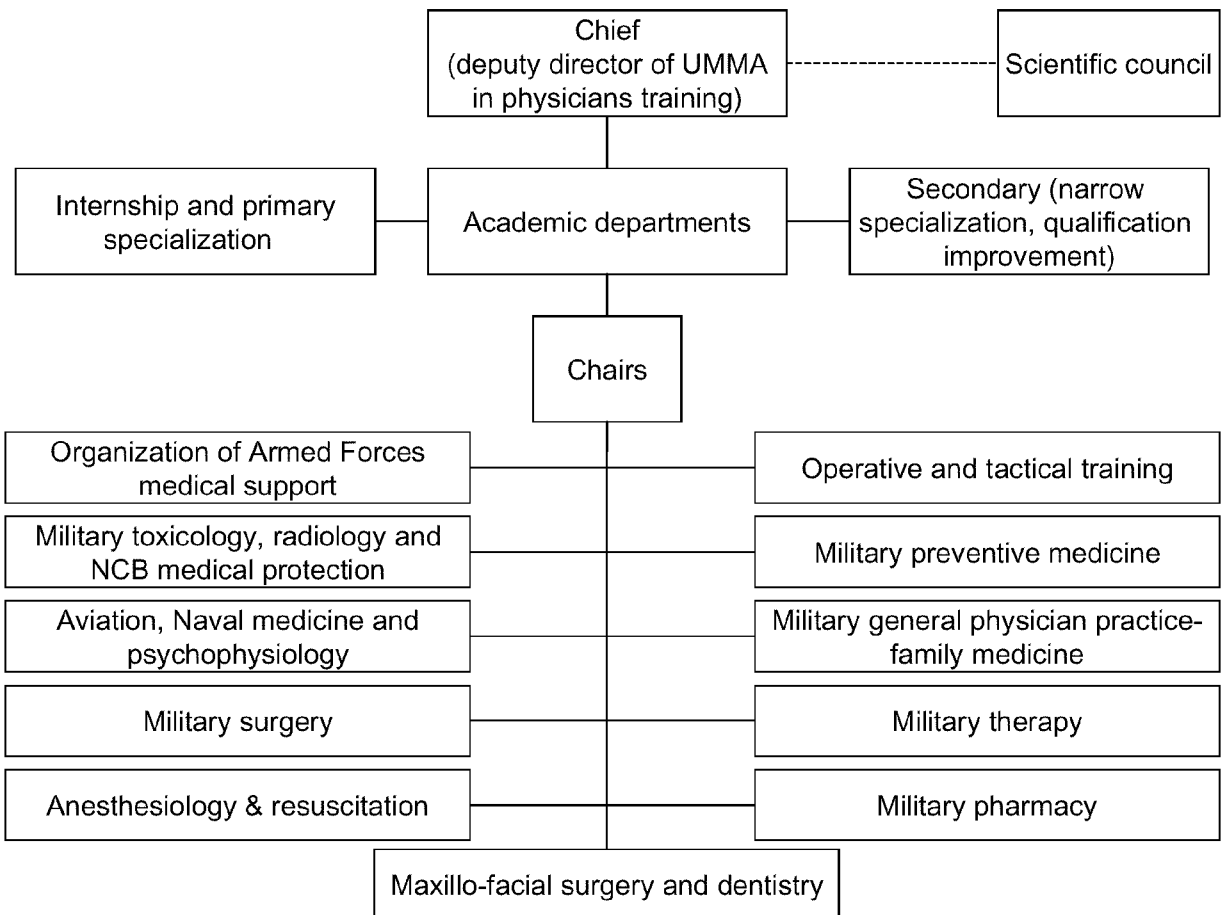 Chief
(deputy director of UMMA
in physicians training)
Scientific council
Internship and primary
specialization
Academic departments
Secondary (narrow
specialization, qualification
improvement)
Chairs
Organization of Armed Forces
medical support
Operative and tactical training
Military toxicology, radiology and
NCB medical protection
Military preventive medicine
Aviation, Naval medicine and
psychophysiology
Military general physician practice-
family medicine
Military surgery
Military therapy
Anesthesiology & resuscitation
Military pharmacy
Maxillo-facial surgery and dentistry